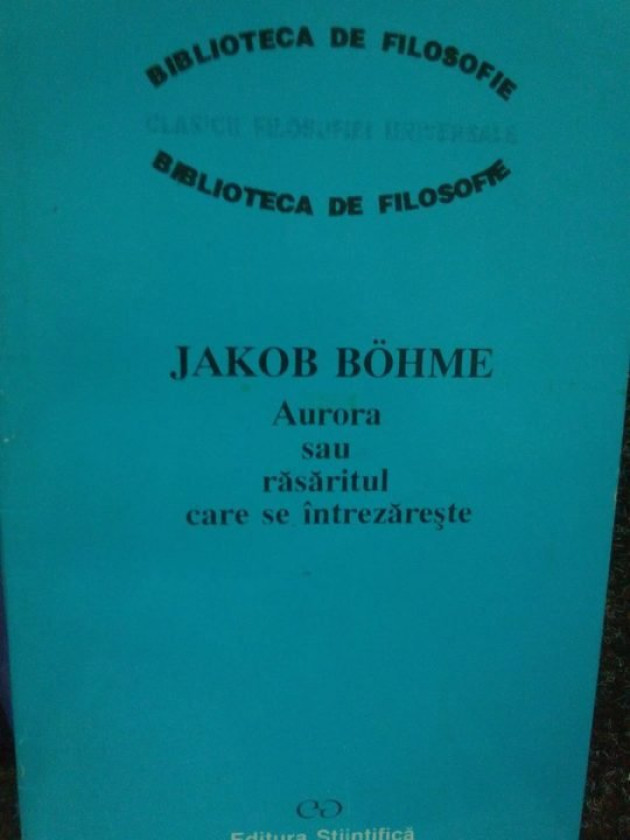 BIBLIOTECA DE FILOSOFIE
CLASICII FILOSOFIEI UNIVERSALE
BIBLIOTECA DE FILOSOFIE
JAKOB BÖHME
Aurora
sau
răsăritul
care se întrezăreşte
Editura Ştiinţifică